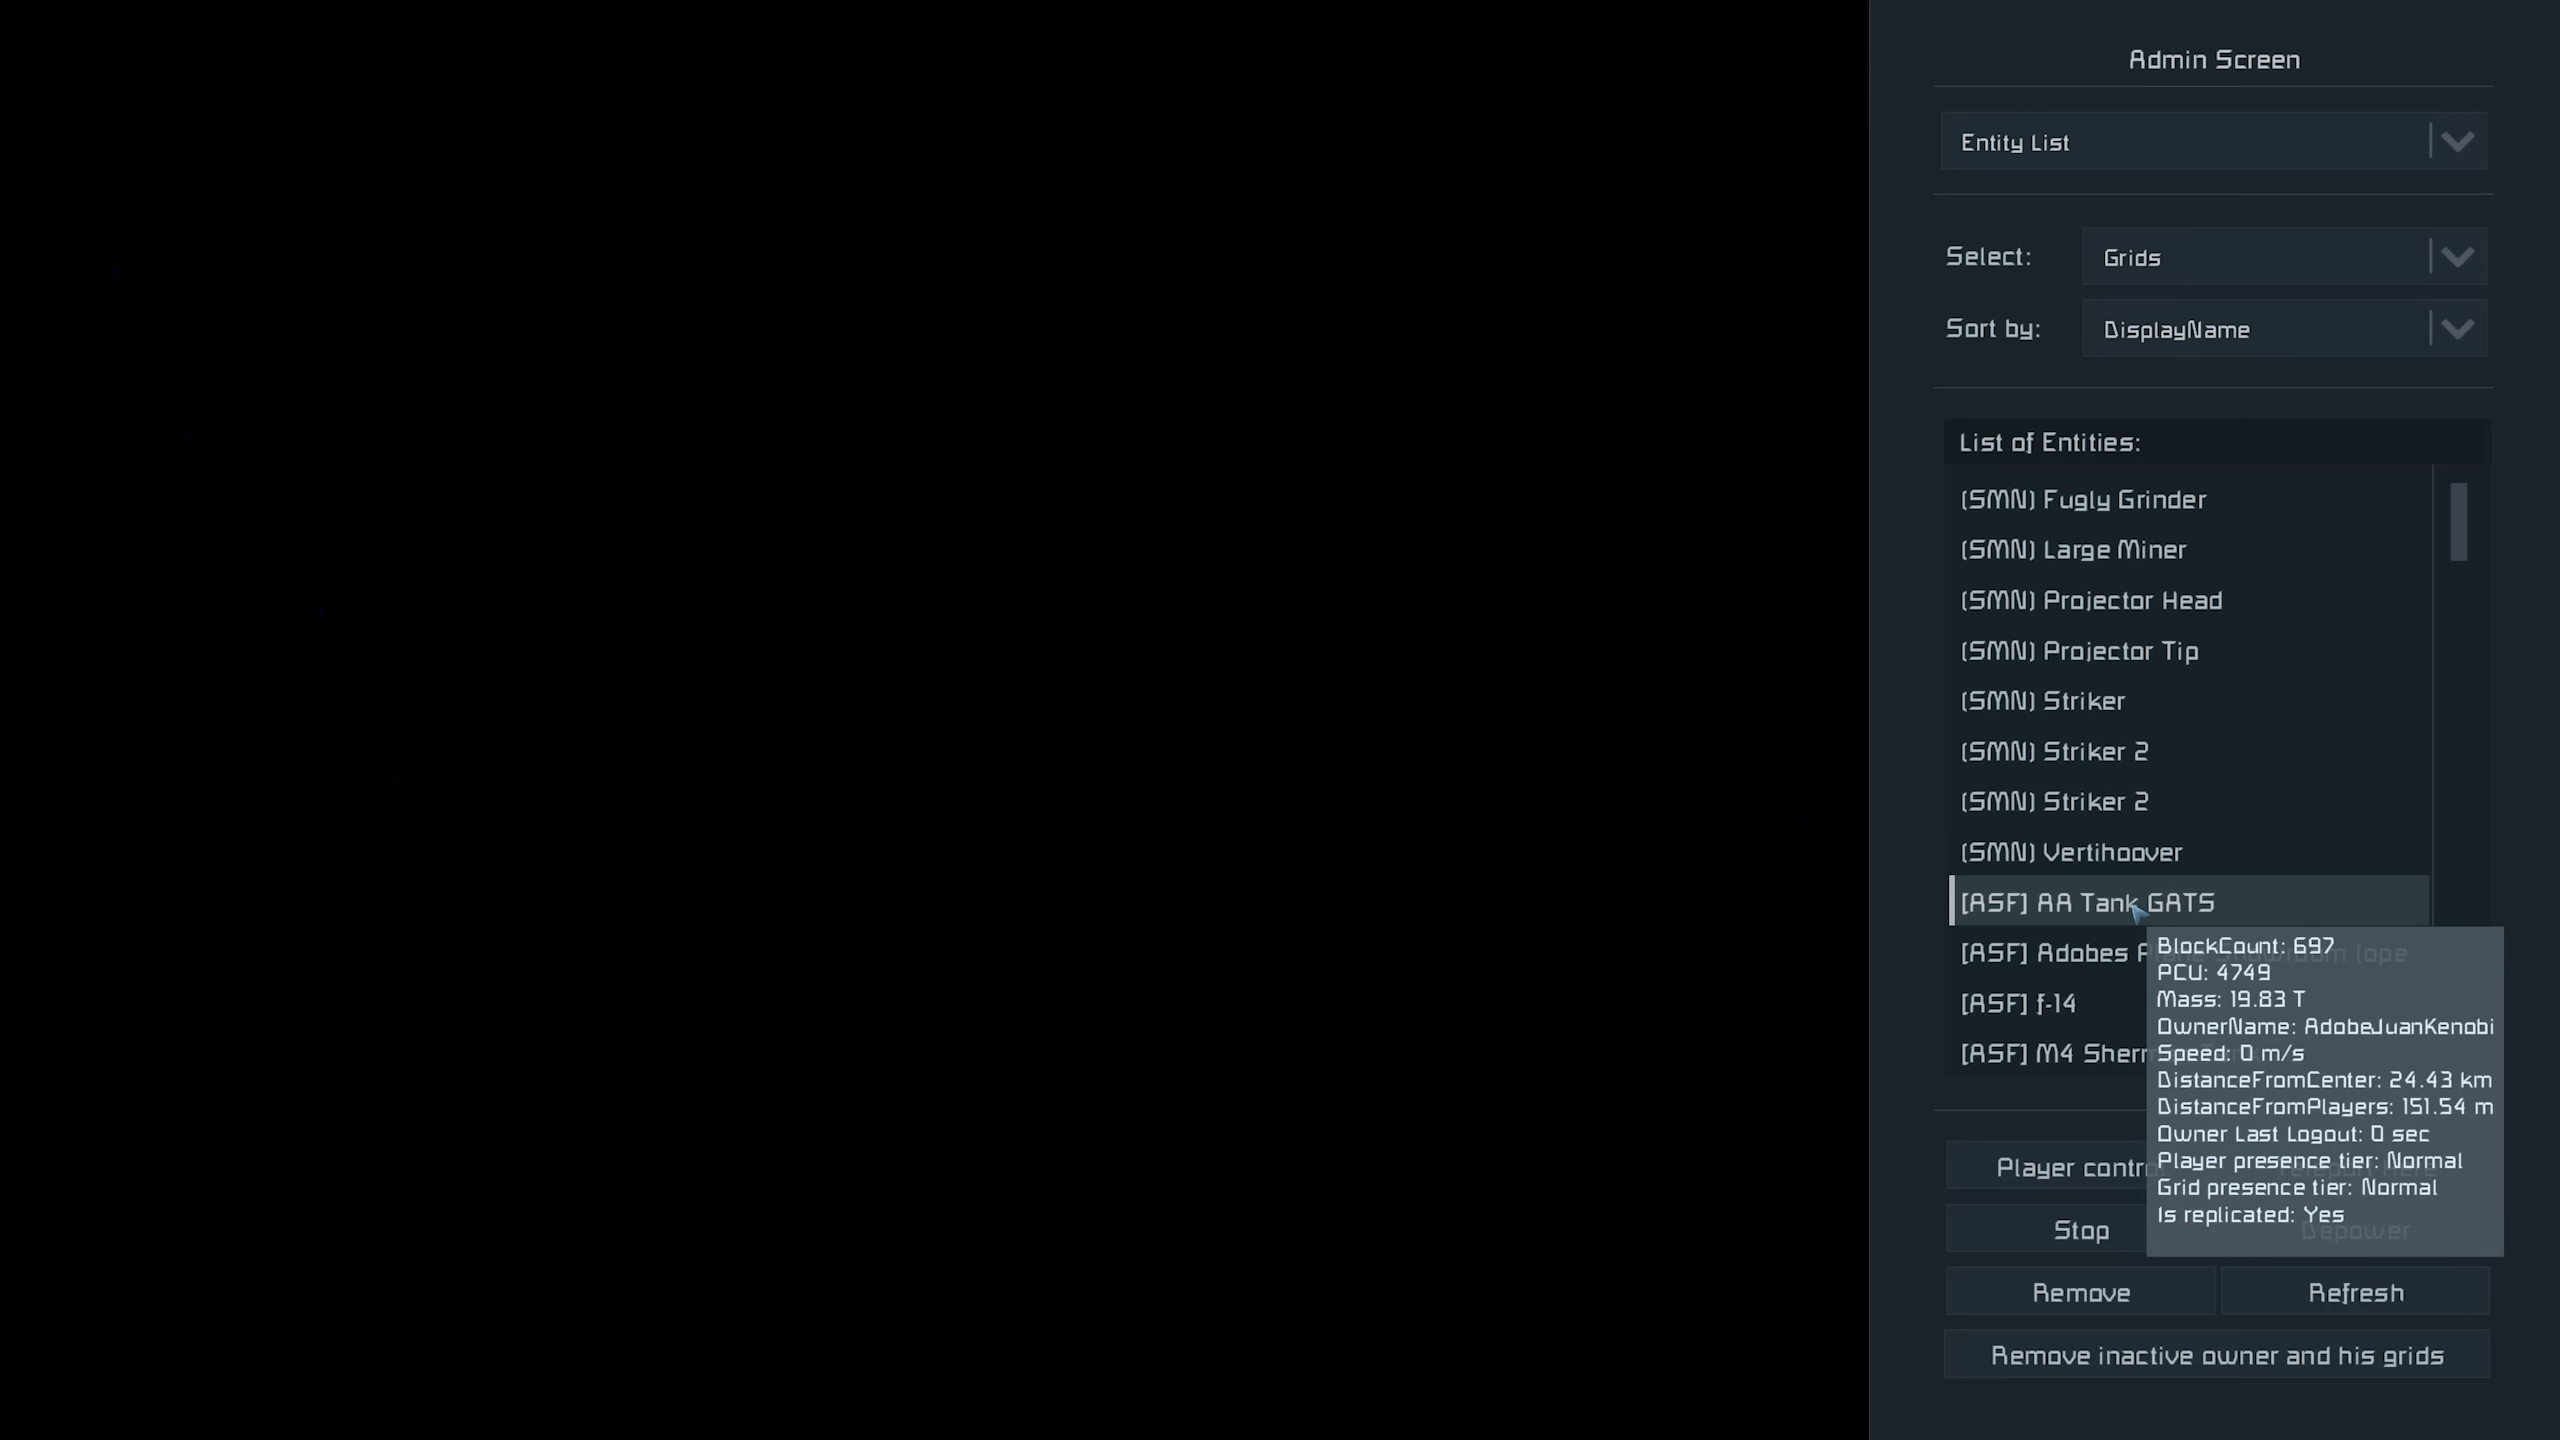 Admin Screen
Entity List
Select: Grids
Sort by: DisplayName
List of Entities:
(SMN) Fugly Grinder
(SMN) Large Miner
(SMN) Projector Head
(SMN) Projector Tip
(SMN) Striker
(SMN) Striker 2
(SMN) Striker 2
(SMN) Vertihoover
[ASF] AA Tank GATS
[ASF] Adobes
[ASF] f-14
[ASF] M4
BlockCount: 697
PCU: 4749
Mass: 19.83 T
OwnerName: AdobeJuanKenobi
Speed: 0 m/s
DistanceFromCenter: 24.43 km
DistanceFromPlayers: 151.54 m
Owner Last Logout: 0 sec
Player presence tier: Normal
Grid presence tier: Normal
Is replicated: Yes
Player
Stop Depower
Remove Refresh
Remove inactive owner and his grids